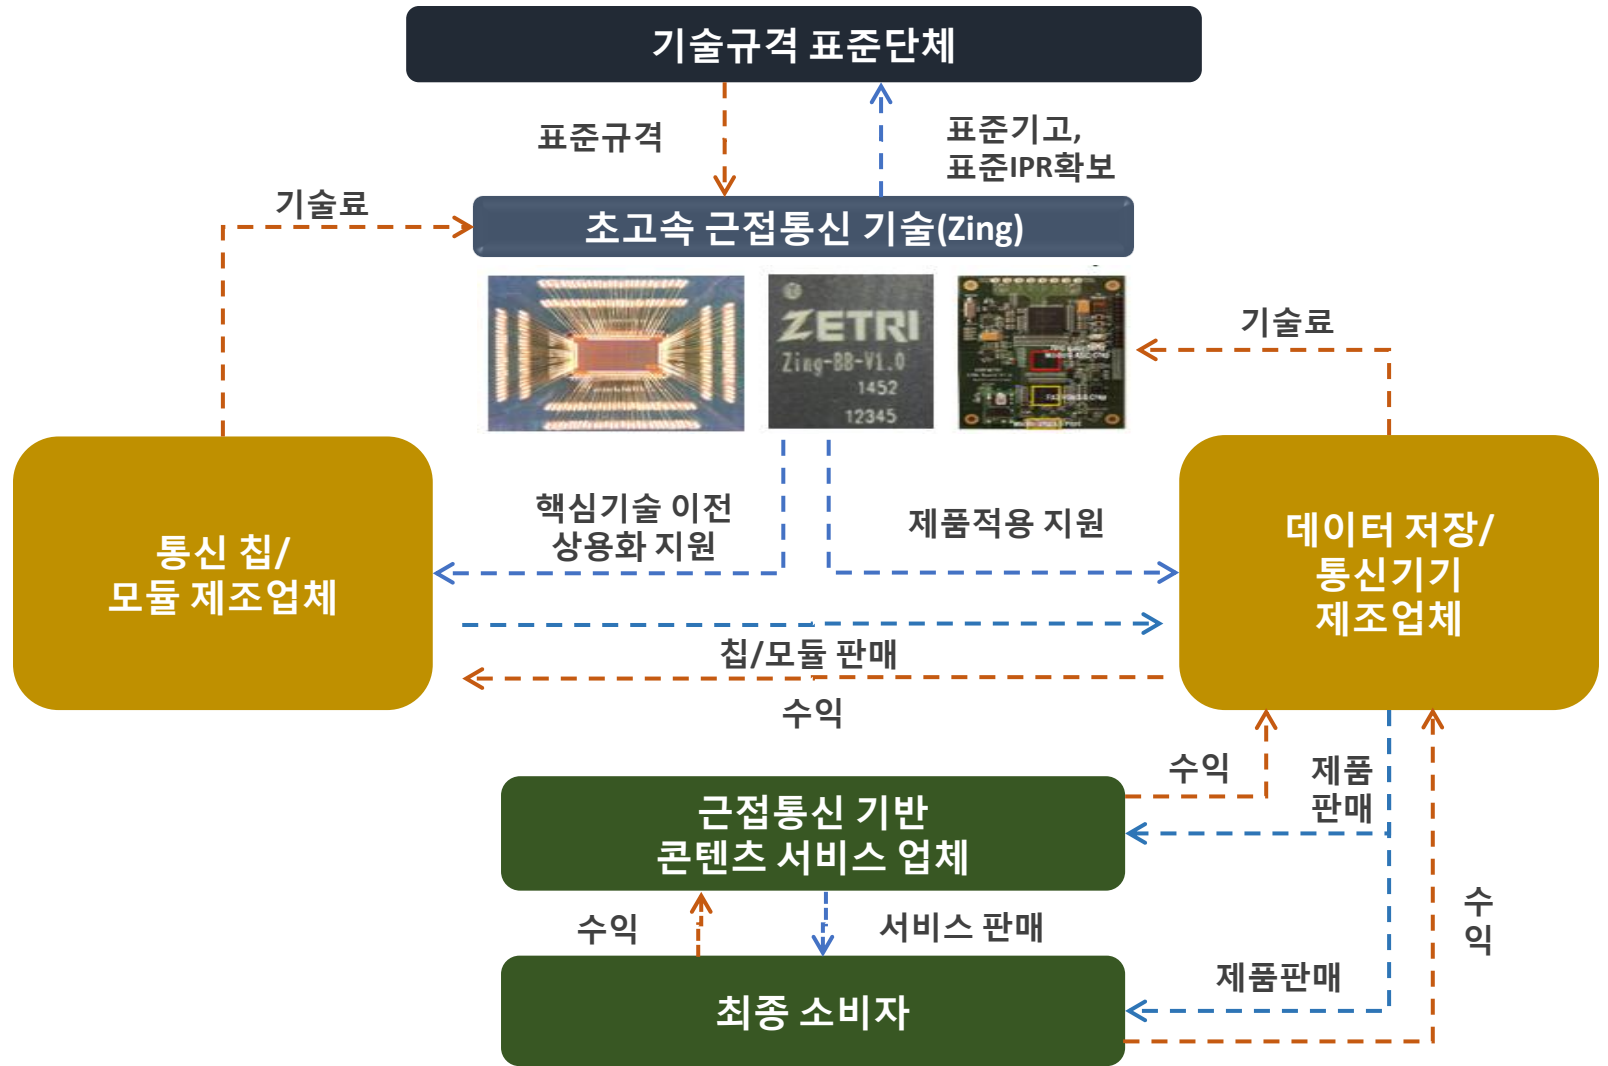 기술규격 표준단체
표준규격
표준기고,
표준IPR확보
기술료
초고속 근접통신 기술(Zing)
ZETRI
Zing-BB-V1.0
1452
12345
기술료
핵심기술 이전
상용화 지원
제품적용 지원
통신 칩/
모듈 제조업체
데이터 저장/
통신기기
제조업체
칩/모듈 판매
수익
수익
제품
판매
근접통신 기반
콘텐츠 서비스 업체
수익
서비스 판매
수
익
제품판매
최종 소비자